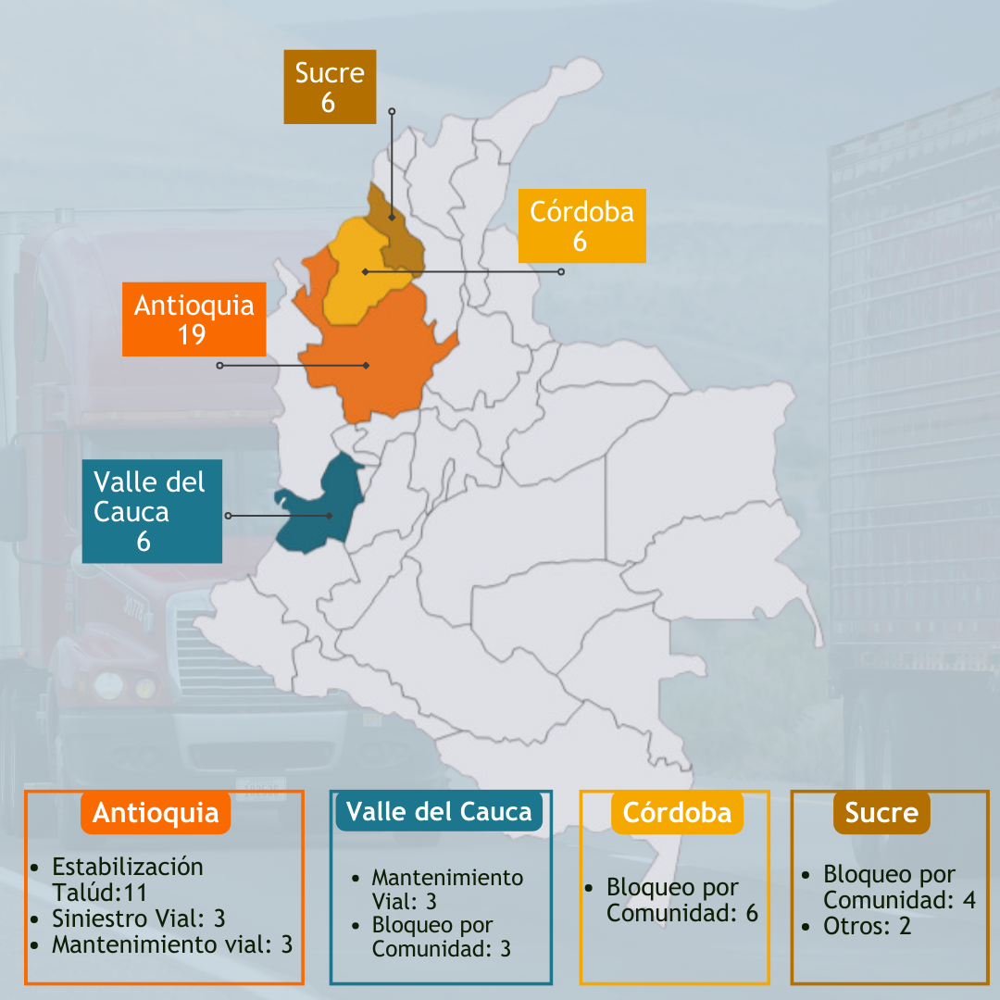 Sucre
6
Córdoba
6
Antioquia
19
Valle del
Cauca
6
Antioquia
• Estabilización
Talúd:11
• Siniestro Vial: 3
• Mantenimiento vial: 3
Valle del Cauca
• Mantenimiento
Vial: 3
• Bloqueo por
Comunidad: 3
Córdoba
• Bloqueo por
Comunidad: 6
Sucre
• Bloqueo por
Comunidad: 4
• Otros: 2